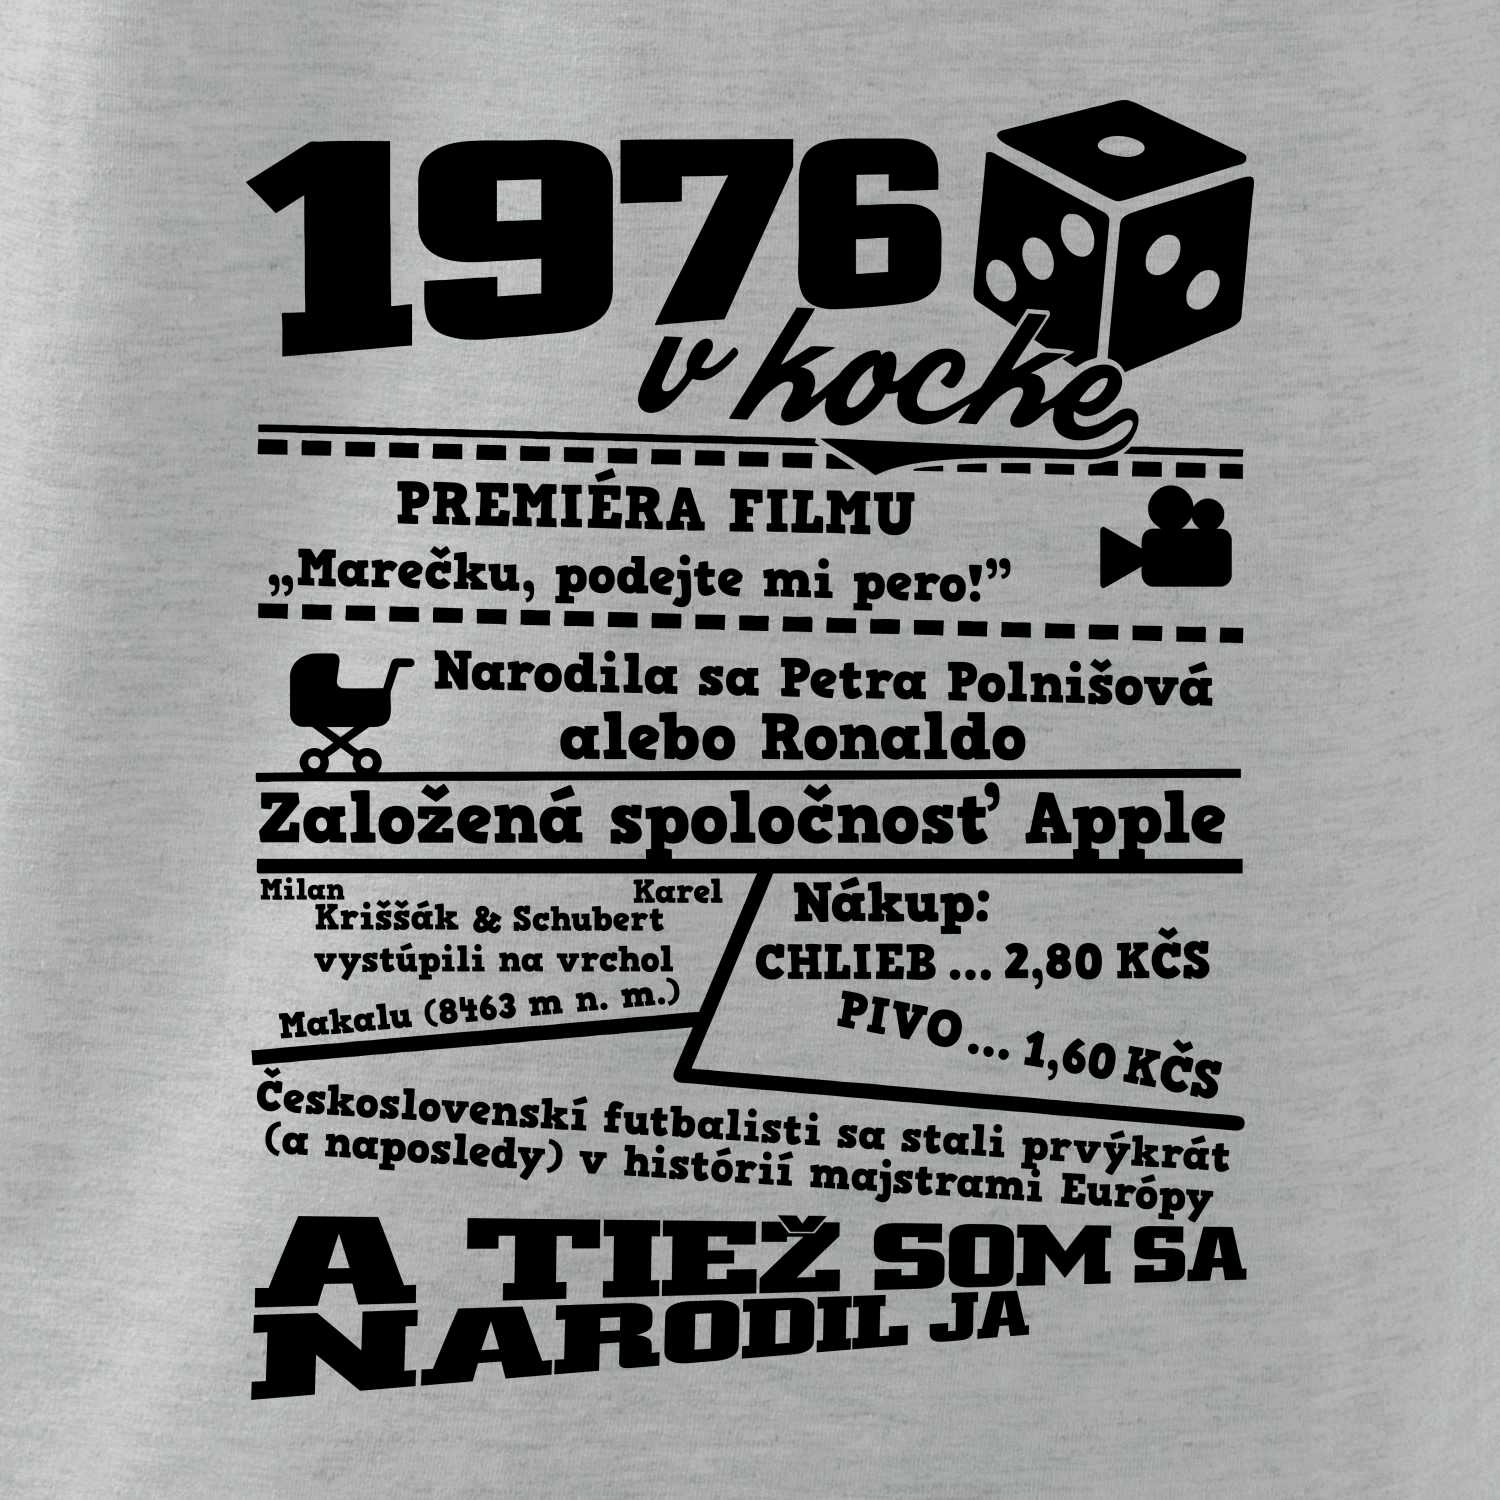 1976
v kocke
PREMIÉRA FILMU
„Marečku, podejte mi pero!”
Narodila sa Petra Polnišová
alebo Ronaldo
Založená spoločnosť Apple
Milan Karel
Kriššák & Schubert
vystúpili na vrchol
Makalu (8463 m n. m.)
Nákup:
CHLIEB ... 2,80 KČS
PIVO ... 1,60 KČS
Československí futbalisti sa stali prvýkrát
(a naposledy) v histórií majstrami Európy
A TIEŽ SOM SA
NARODIL JA